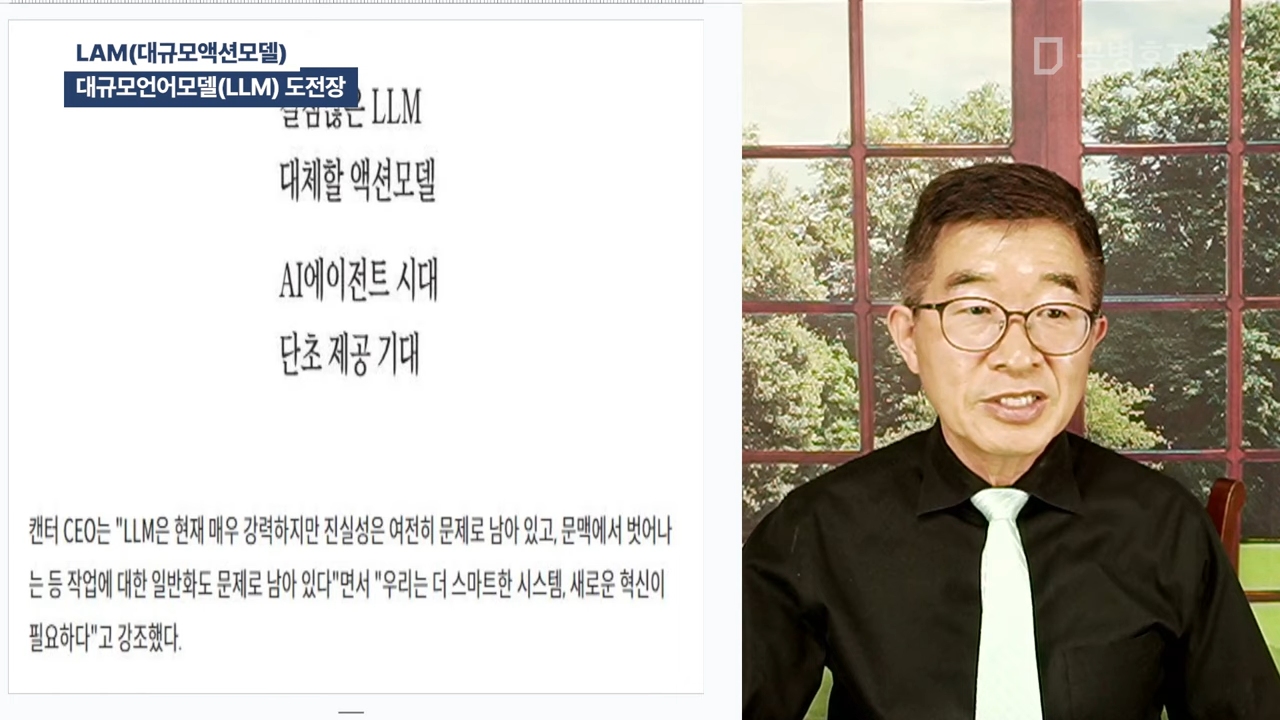 LAM(대규모액션모델)
대규모언어모델(LLM) 도전장
LLM
대체할 액션모델
AI에이전트 시대
단초 제공 기대
캔터 CEO는 "LLM은 현재 매우 강력하지만 진실성은 여전히 문제로 남아 있고, 문맥에서 벗어나
는 등 작업에 대한 일반화도 문제로 남아 있다"면서 "우리는 더 스마트한 시스템, 새로운 혁신이
필요하다"고 강조했다.